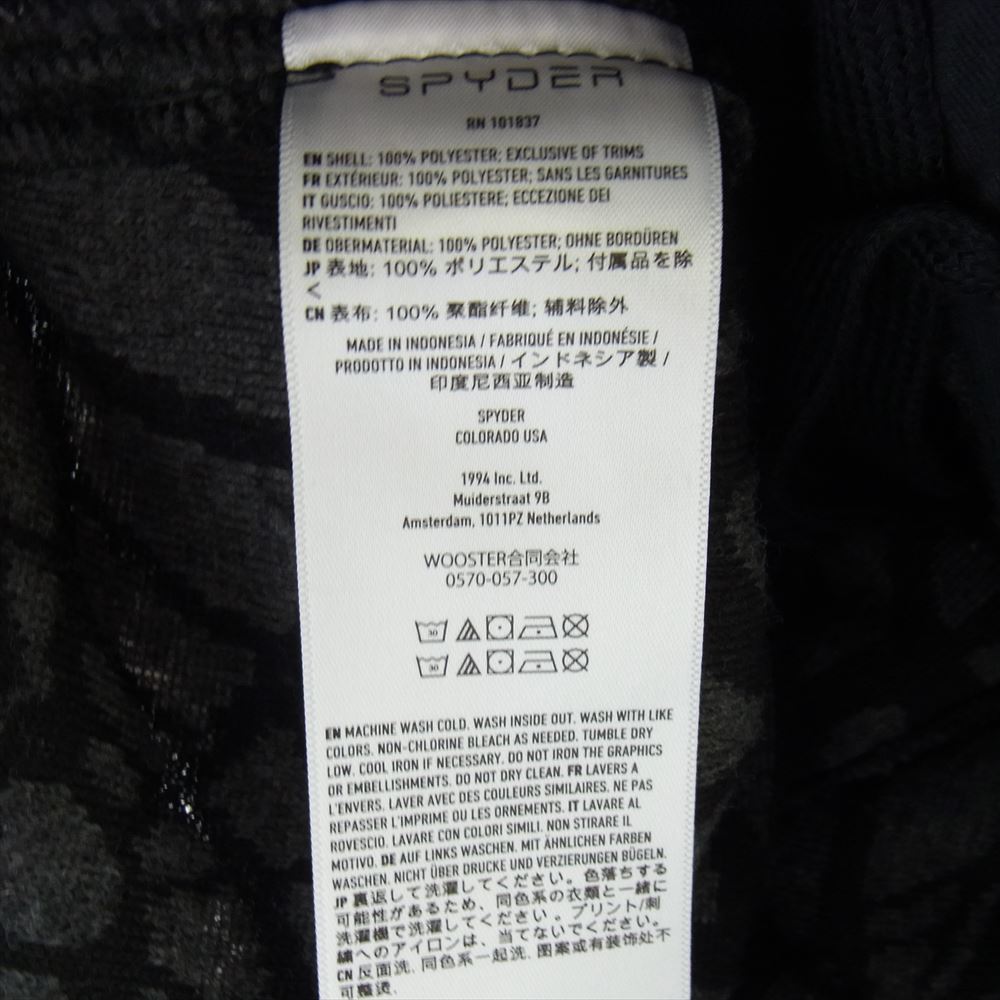 SPYDER
RN 101837
EN SHELL: 100% POLYESTER; EXCLUSIVE OF TRIMS
FR EXTÉRIEUR: 100% POLYESTER; SANS LES GARNITURES
IT GUSCIO: 100% POLIESTERE; ECCEZIONE DEI
RIVESTIMENTI
DE OBERMATERIAL: 100% POLYESTER; OHNE BORDÜREN
JP 表地: 100% ポリエステル; 付属品を除
く
CN 表布: 100% 聚酯纤维; 辅料除外
MADE IN INDONESIA / FABRIQUÉ EN INDONÉSIE /
PRODOTTO IN INDONESIA / インドネシア製 /
印度尼西亚制造
SPYDER
COLORADO USA
1994 Inc. Ltd.
Muiderstraat 9B
Amsterdam, 1011PZ Netherlands
WOOSTER合同会社
0570-057-300
30
30
EN MACHINE WASH COLD. WASH INSIDE OUT. WASH WITH LIKE
COLORS. NON-CHLORINE BLEACH AS NEEDED. TUMBLE DRY
LOW. COOL IRON IF NECESSARY. DO NOT IRON THE GRAPHICS
OR EMBELLISHMENTS. DO NOT DRY CLEAN. FR LAVERS A
L'ENVERS. LAVER AVEC DES COULEURS SIMILAIRES. NE PAS
REPASSER L'IMPRIME OU LES ORNEMENTS. IT LAVARE AL
ROVESCIO. LAVARE CON COLORI SIMILI. NON STIRARE IL
MOTIVO. DE AUF LINKS WASCHEN. MIT ÄHNLICHEN FARBEN
WASCHEN. NICHT ÜBER DRUCKE UND VERZIERUNGEN BÜGELN.
JP 裏返して洗濯してください。色落ちする
可能性があるため、同色系の衣類と一緒に
洗濯機で洗濯してください。プリント/刺
繍へのアイロンは、当てないでください。
CN 反面洗. 同色系一起洗. 图案或有装饰处不
可整烫.